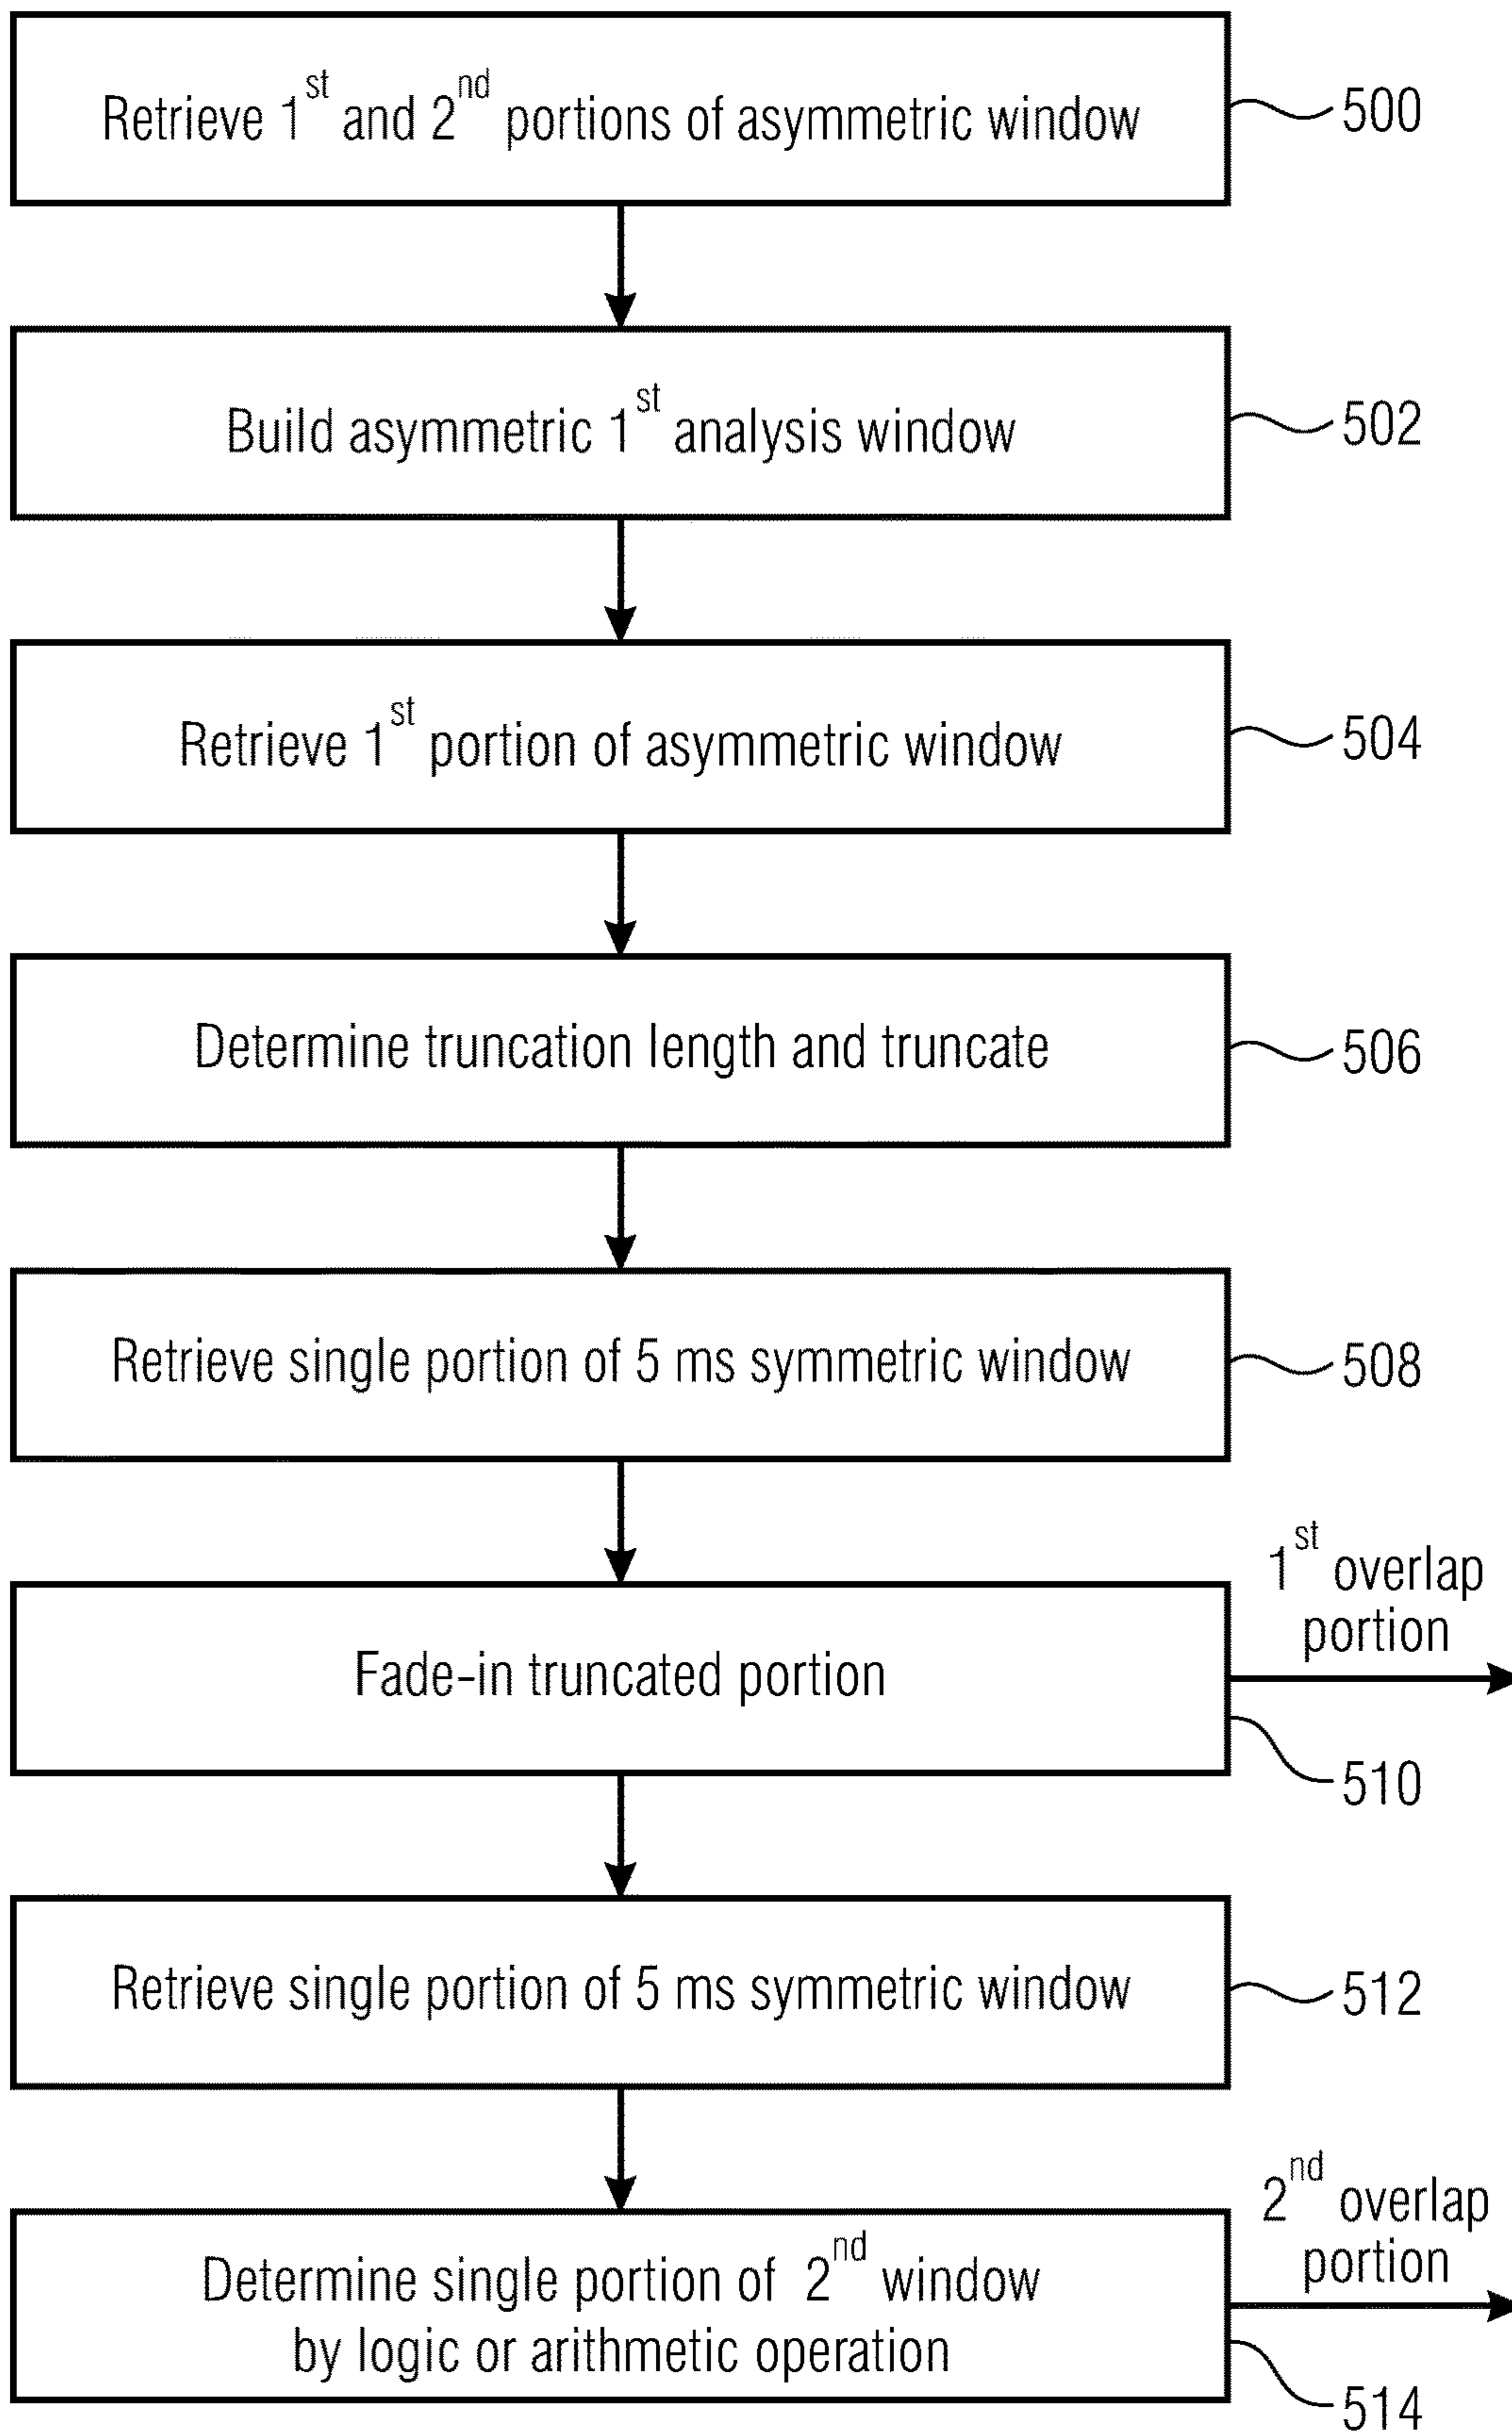 Retrieve 1st and 2nd portions of asymmetric window
500
Build asymmetric 1st analysis window
502
Retrieve 1st portion of asymmetric window
504
Determine truncation length and truncate
506
Retrieve single portion of 5 ms symmetric window
508
Fade-in truncated portion
1st overlap
portion
510
Retrieve single portion of 5 ms symmetric window
512
Determine single portion of 2nd window
by logic or arithmetic operation
2nd overlap
portion
514